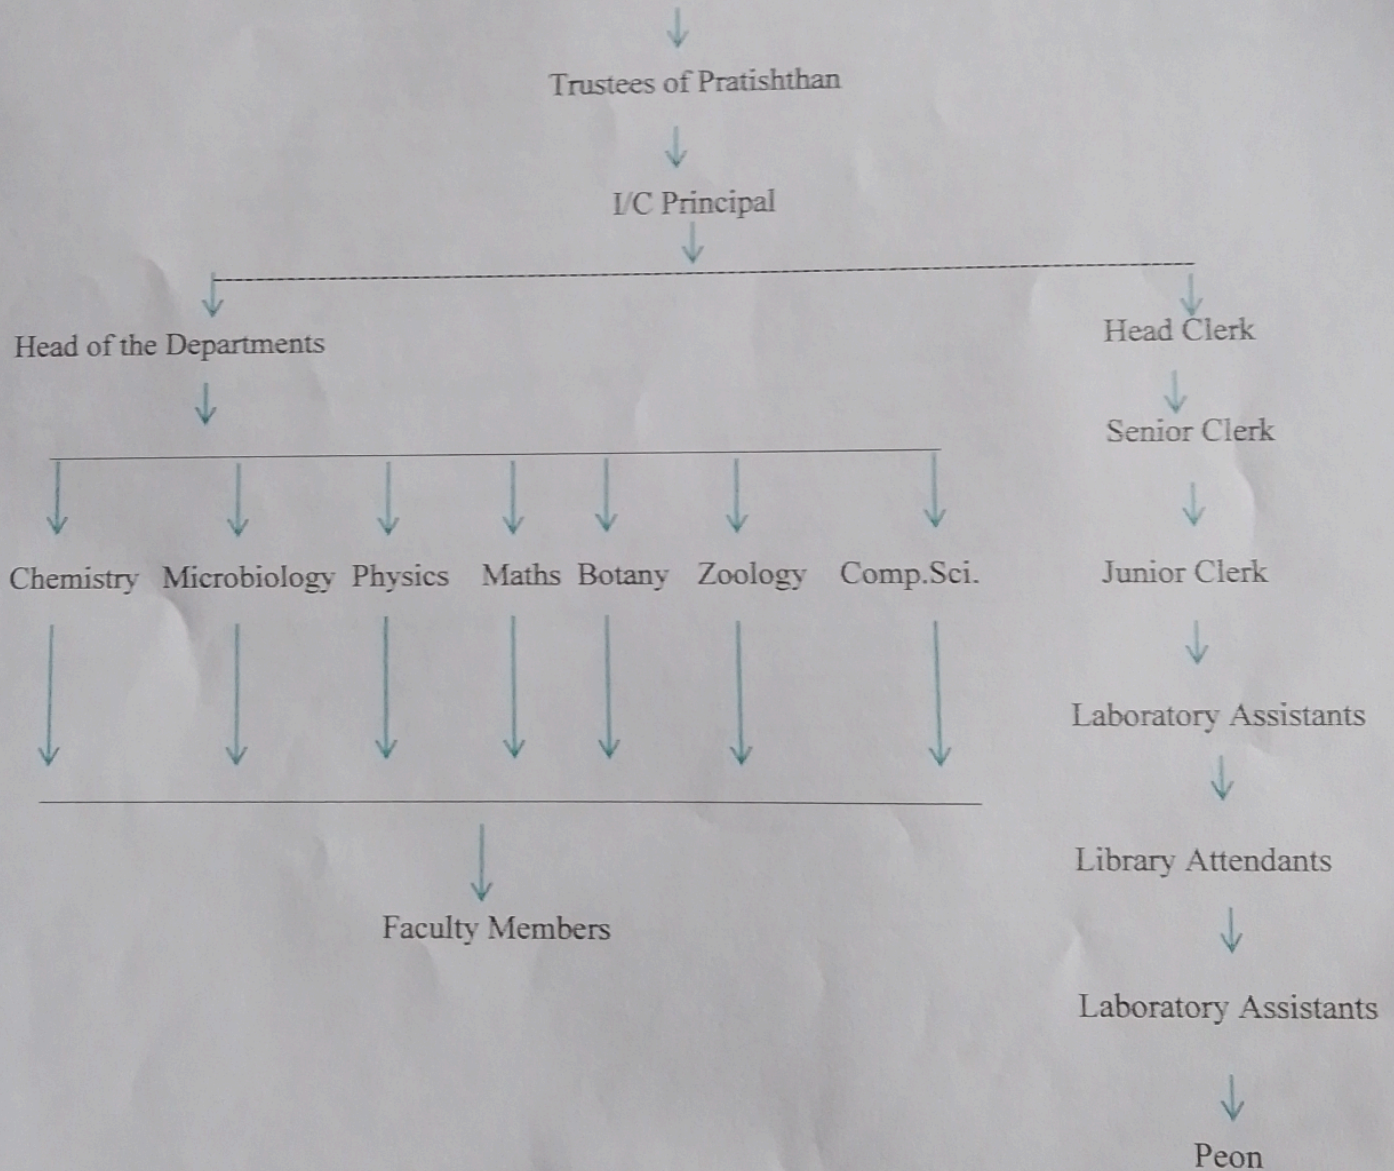 Trustees of Pratishthan
I/C Principal
Head of the Departments
Head Clerk
Senior Clerk
Chemistry Microbiology Physics Maths Botany Zoology Comp.Sci.
Junior Clerk
Laboratory Assistants
Library Attendants
Faculty Members
Laboratory Assistants
Peon